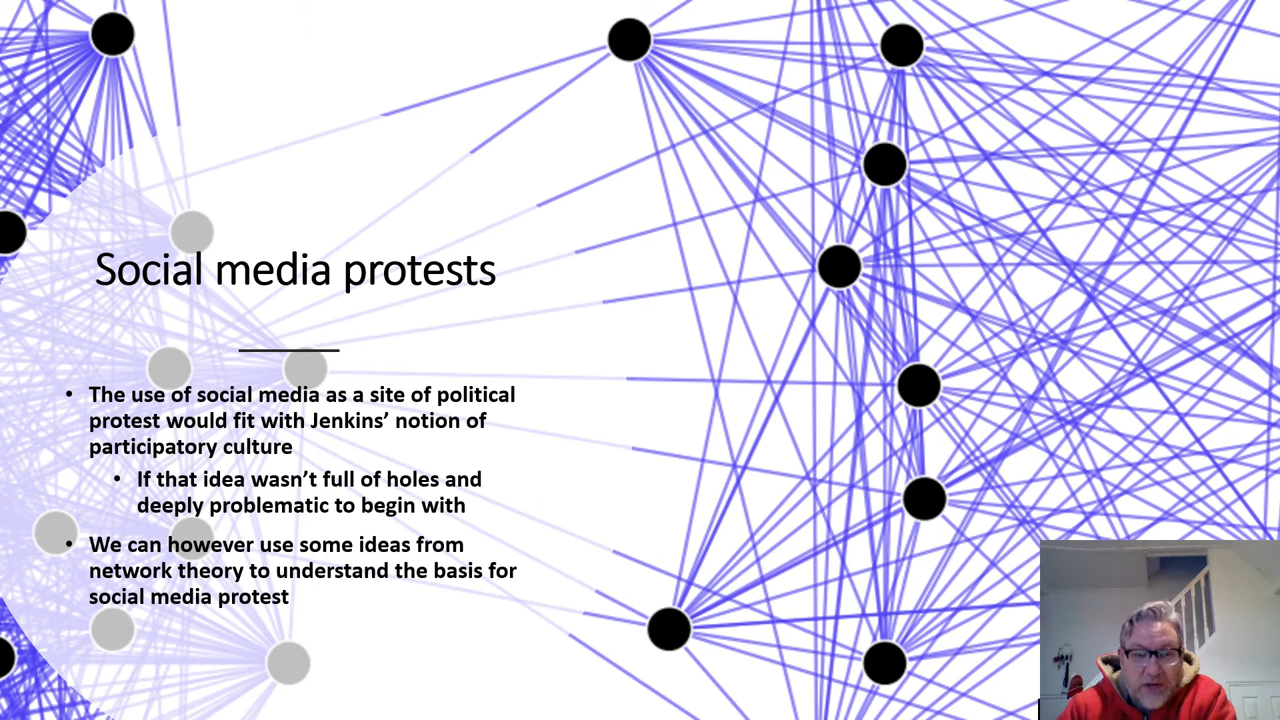 Social media protests
• The use of social media as a site of political
protest would fit with Jenkins’ notion of
participatory culture
• If that idea wasn’t full of holes and
deeply problematic to begin with
• We can however use some ideas from
network theory to understand the basis for
social media protest